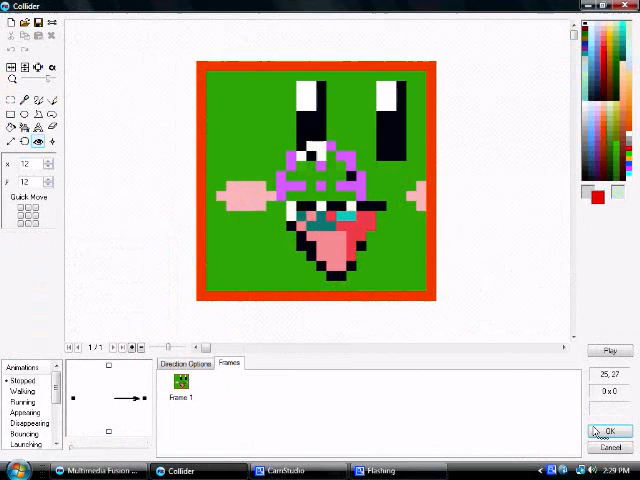 Collider
x 12
y 12
Quick Move
1 / 1
Animations
Stopped
Walking
Running
Appearing
Disappearing
Bouncing
Launching
Direction Options
Frames
Frame 1
Play
25, 27
0 x 0
OK
Cancel
Multimedia Fusion ...
Collider
CamStudio
Flashing
2:29 PM